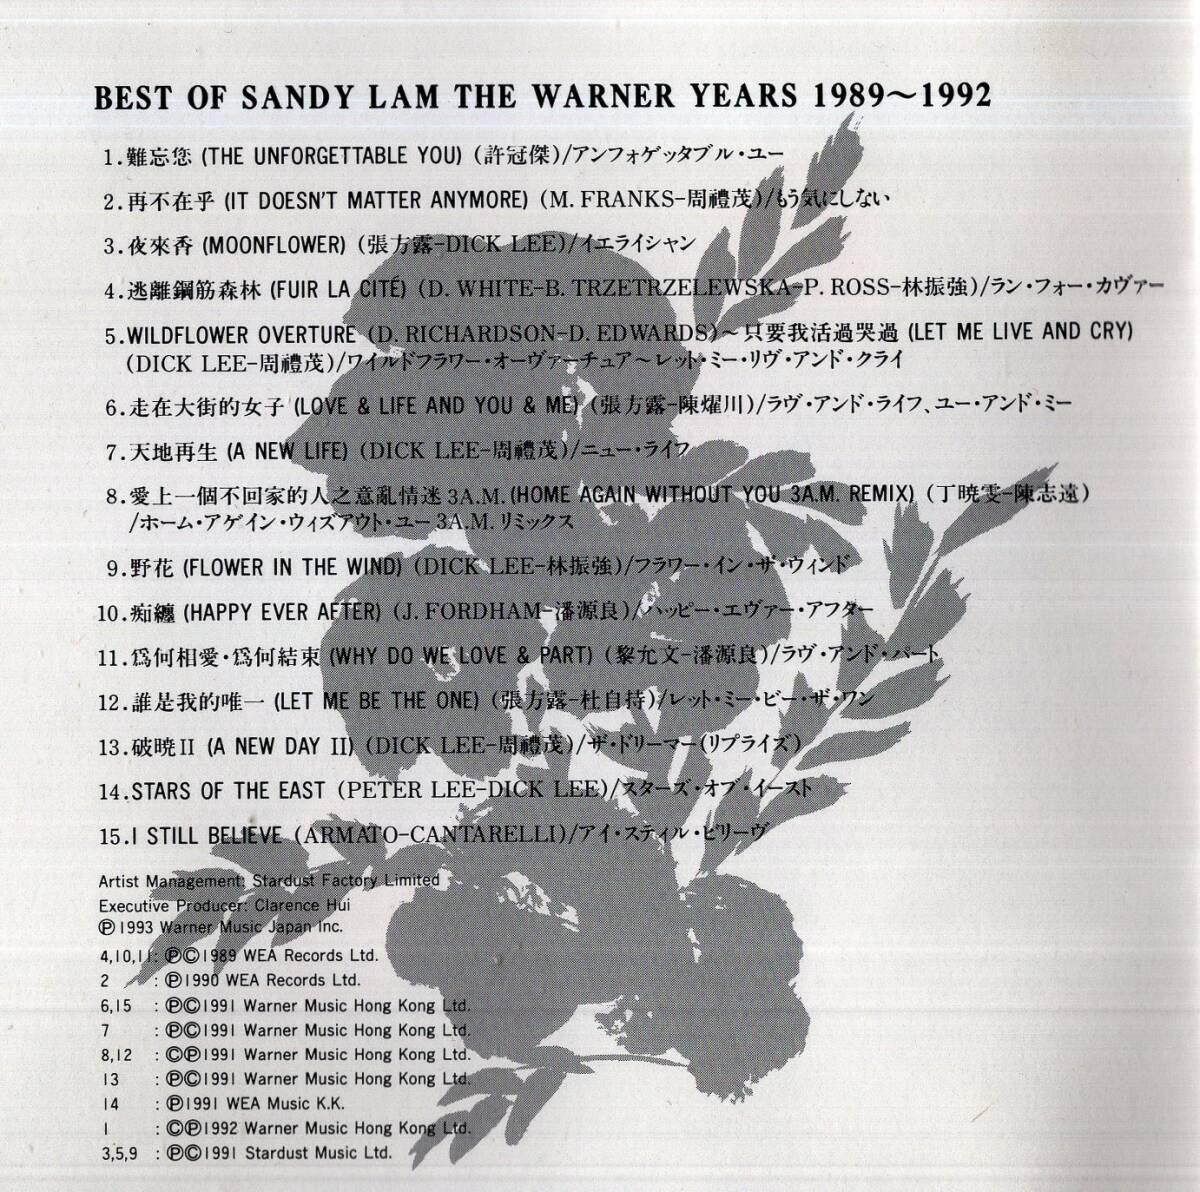 BEST OF SANDY LAM THE WARNER YEARS 1989〜1992
1.難忘您 (THE UNFORGETTABLE YOU) (許冠傑)/アンフォゲッタブル・ユー
2.再不在乎 (IT DOESN'T MATTER ANYMORE) (M. FRANKS-周禮茂)/もう気にしない
3.夜來香 (MOONFLOWER) (張方露-DICK LEE)/イエライシャン
4.逃離鋼筋森林 (FUIR LA CITÉ) (D. WHITE-B. TRZETRZELEWSKA-P. ROSS-林振強)/ラン・フォー・カヴァー
5.WILDFLOWER OVERTURE (D. RICHARDSON-D. EDWARDS)〜只要我活過哭過 (LET ME LIVE AND CRY)
(DICK LEE-周禮茂)/ワイルドフラワー・オーヴァーチュア〜レット・ミー・リヴ・アンド・クライ
6.走在大街的女子 (LOVE & LIFE AND YOU & ME) (張方露-陳燿川)/ラヴ・アンド・ライフ、ユー・アンド・ミー
7.天地再生 (A NEW LIFE) (DICK LEE-周禮茂)/ニュー・ライフ
8.愛上一個不回家的人之意亂情迷 3A.M. (HOME AGAIN WITHOUT YOU 3A.M. REMIX) (丁曉雯-陳志遠)
/ホーム・アゲイン・ウィズアウト・ユー 3A.M. リミックス
9.野花 (FLOWER IN THE WIND) (DICK LEE-林振強)/フラワー・イン・ザ・ウィンド
10.痴纏 (HAPPY EVER AFTER) (J. FORDHAM-潘源良)/ハッピー・エヴァー・アフター
11.爲何相愛・爲何結束 (WHY DO WE LOVE & PART) (黎允文-潘源良)/ラヴ・アンド・パート
12.誰是我的唯一 (LET ME BE THE ONE) (張方露-杜自持)/レット・ミー・ビー・ザ・ワン
13.破曉II (A NEW DAY II) (DICK LEE-周禮茂)/ザ・ドリーマー(リプライズ)
14.STARS OF THE EAST (PETER LEE-DICK LEE)/スターズ・オブ・イースト
15.I STILL BELIEVE (ARMATO-CANTARELLI)/アイ・スティル・ビリーヴ
Artist Management: Stardust Factory Limited
Executive Producer: Clarence Hui
Ⓟ1993 Warner Music Japan Inc.
4,10,11: ⓅⒸ1989 WEA Records Ltd.
2 : Ⓟ1990 WEA Records Ltd.
6,15 : ⓅⒸ1991 Warner Music Hong Kong Ltd.
7 : ⓅⒸ1991 Warner Music Hong Kong Ltd.
8,12 : ⒸⓅ1991 Warner Music Hong Kong Ltd.
13 : ⓅⒸ1991 Warner Music Hong Kong Ltd.
14 : Ⓟ1991 WEA Music K.K.
1 : ⒸⓅ1992 Warner Music Hong Kong Ltd.
3,5,9 : ⓅⒸ1991 Stardust Music Ltd.